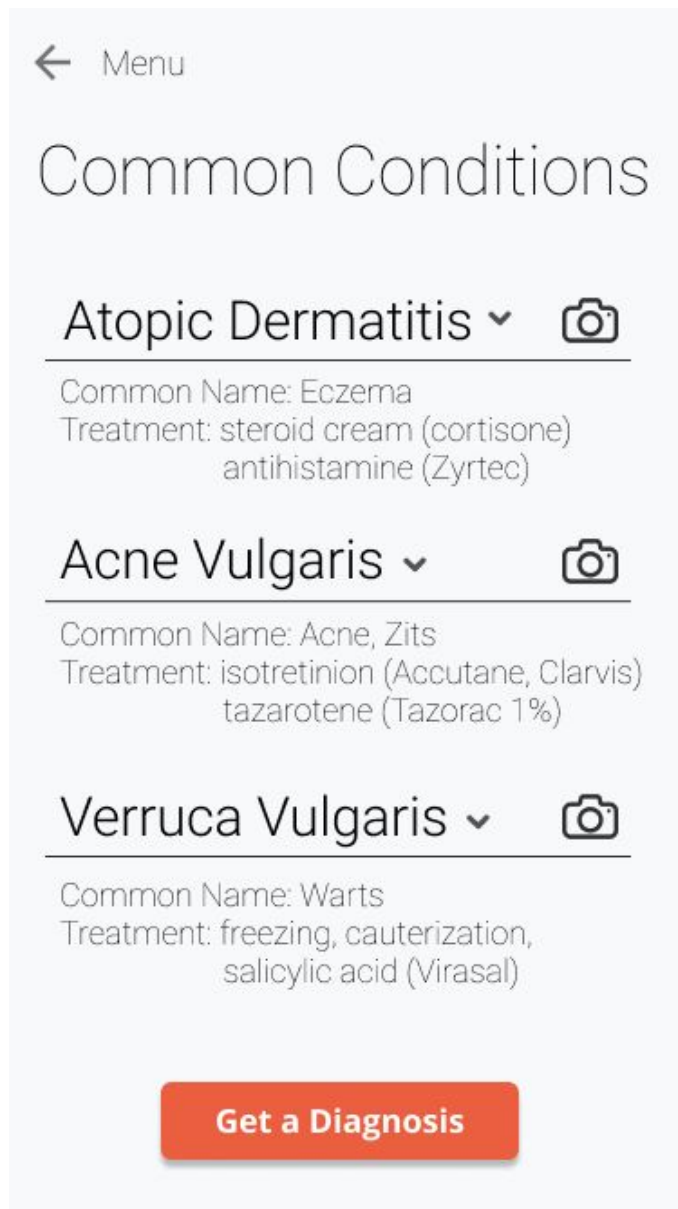 Menu
Common Conditions
Atopic Dermatitis
Common Name: Eczema
Treatment: steroid cream (cortisone)
antihistamine (Zyrtec)
Acne Vulgaris
Common Name: Acne, Zits
Treatment: isotretinion (Accutane, Clarvis)
tazarotene (Tazorac 1%)
Verruca Vulgaris
Common Name: Warts
Treatment: freezing, cauterization,
salicylic acid (Virasal)
Get a Diagnosis